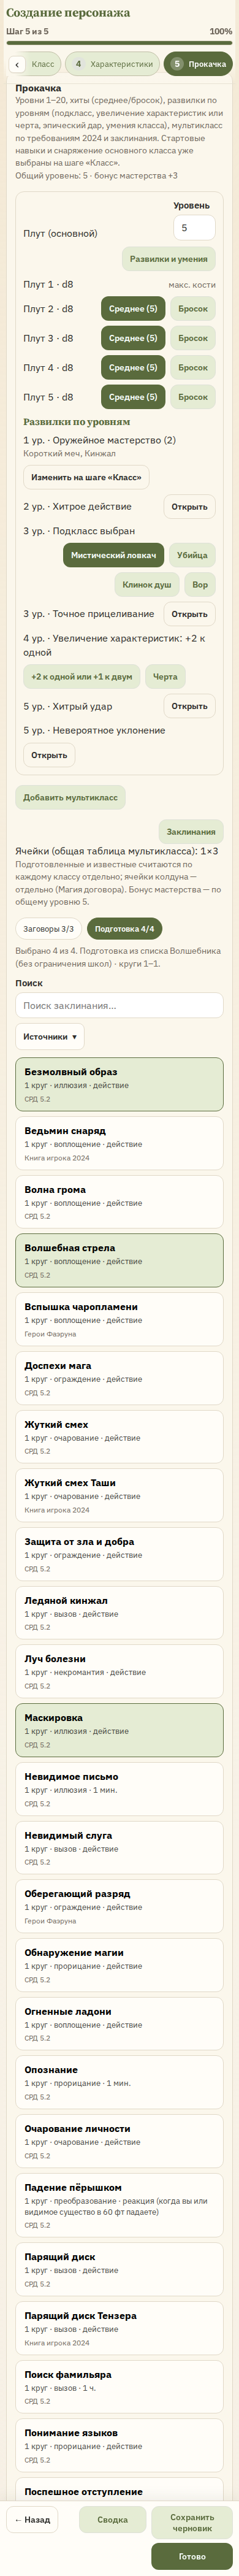 Создание персонажа
Шаг 5 из 5
100%
‹
Класс
4 Характеристики
5 Прокачка
Прокачка
Уровни 1–20, хиты (среднее/бросок), развилки по
уровням (подкласс, увеличение характеристик или
черта, эпический дар, умения класса), мультикласс
по требованиям 2024 и заклинания. Стартовые
навыки и снаряжение основного класса уже
выбраны на шаге «Класс».
Общий уровень: 5 · бонус мастерства +3
Уровень
Плут (основной)
5
Развилки и умения
Плут 1 · d8
макс. кости
Плут 2 · d8
Среднее (5)
Бросок
Плут 3 · d8
Среднее (5)
Бросок
Плут 4 · d8
Среднее (5)
Бросок
Плут 5 · d8
Среднее (5)
Бросок
Развилки по уровням
1 ур. · Оружейное мастерство (2)
Короткий меч, Кинжал
Изменить на шаге «Класс»
2 ур. · Хитрое действие
Открыть
3 ур. · Подкласс выбран
Мистический ловкач
Убийца
Клинок душ
Вор
3 ур. · Точное прицеливание
Открыть
4 ур. · Увеличение характеристик: +2 к
одной
+2 к одной или +1 к двум
Черта
5 ур. · Хитрый удар
Открыть
5 ур. · Невероятное уклонение
Открыть
Добавить мультикласс
Заклинания
Ячейки (общая таблица мультикласса): 1×3
Подготовленные и известные считаются по
каждому классу отдельно; ячейки колдуна —
отдельно (Магия договора). Бонус мастерства — по
общему уровню 5.
Заговоры 3/3
Подготовка 4/4
Выбрано 4 из 4. Подготовка из списка Волшебника
(без ограничения школ) · круги 1–1.
Поиск
Поиск заклинания…
Источники ▾
Безмолвный образ
1 круг · иллюзия · действие
СРД 5.2
Ведьмин снаряд
1 круг · воплощение · действие
Книга игрока 2024
Волна грома
1 круг · воплощение · действие
СРД 5.2
Волшебная стрела
1 круг · воплощение · действие
СРД 5.2
Вспышка чаропламени
1 круг · воплощение · действие
Герои Фаэруна
Доспехи мага
1 круг · ограждение · действие
СРД 5.2
Жуткий смех
1 круг · очарование · действие
СРД 5.2
Жуткий смех Таши
1 круг · очарование · действие
Книга игрока 2024
Защита от зла и добра
1 круг · ограждение · действие
СРД 5.2
Ледяной кинжал
1 круг · вызов · действие
СРД 5.2
Луч болезни
1 круг · некромантия · действие
СРД 5.2
Маскировка
1 круг · иллюзия · действие
СРД 5.2
Невидимое письмо
1 круг · иллюзия · 1 мин.
СРД 5.2
Невидимый слуга
1 круг · вызов · действие
СРД 5.2
Оберегающий разряд
1 круг · ограждение · действие
Герои Фаэруна
Обнаружение магии
1 круг · прорицание · действие
СРД 5.2
Огненные ладони
1 круг · воплощение · действие
СРД 5.2
Опознание
1 круг · прорицание · 1 мин.
СРД 5.2
Очарование личности
1 круг · очарование · действие
СРД 5.2
Падение пёрышком
1 круг · преобразование · реакция (когда вы или
видимое существо в 60 фт падаете)
СРД 5.2
Парящий диск
1 круг · вызов · действие
СРД 5.2
Парящий диск Тензера
1 круг · вызов · действие
Книга игрока 2024
Поиск фамильяра
1 круг · вызов · 1 ч.
СРД 5.2
Понимание языков
1 круг · прорицание · действие
СРД 5.2
Поспешное отступление
← Назад
Сводка
Сохранить
черновик
Готово